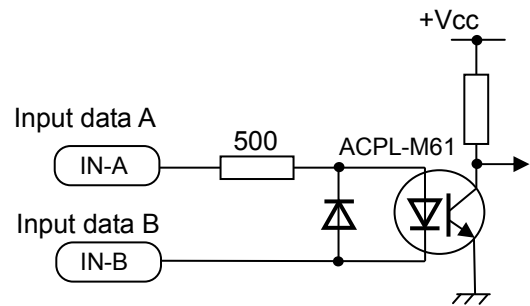 +Vcc
Input data A
500
ACPL-M61
IN-A
Input data B
IN-B